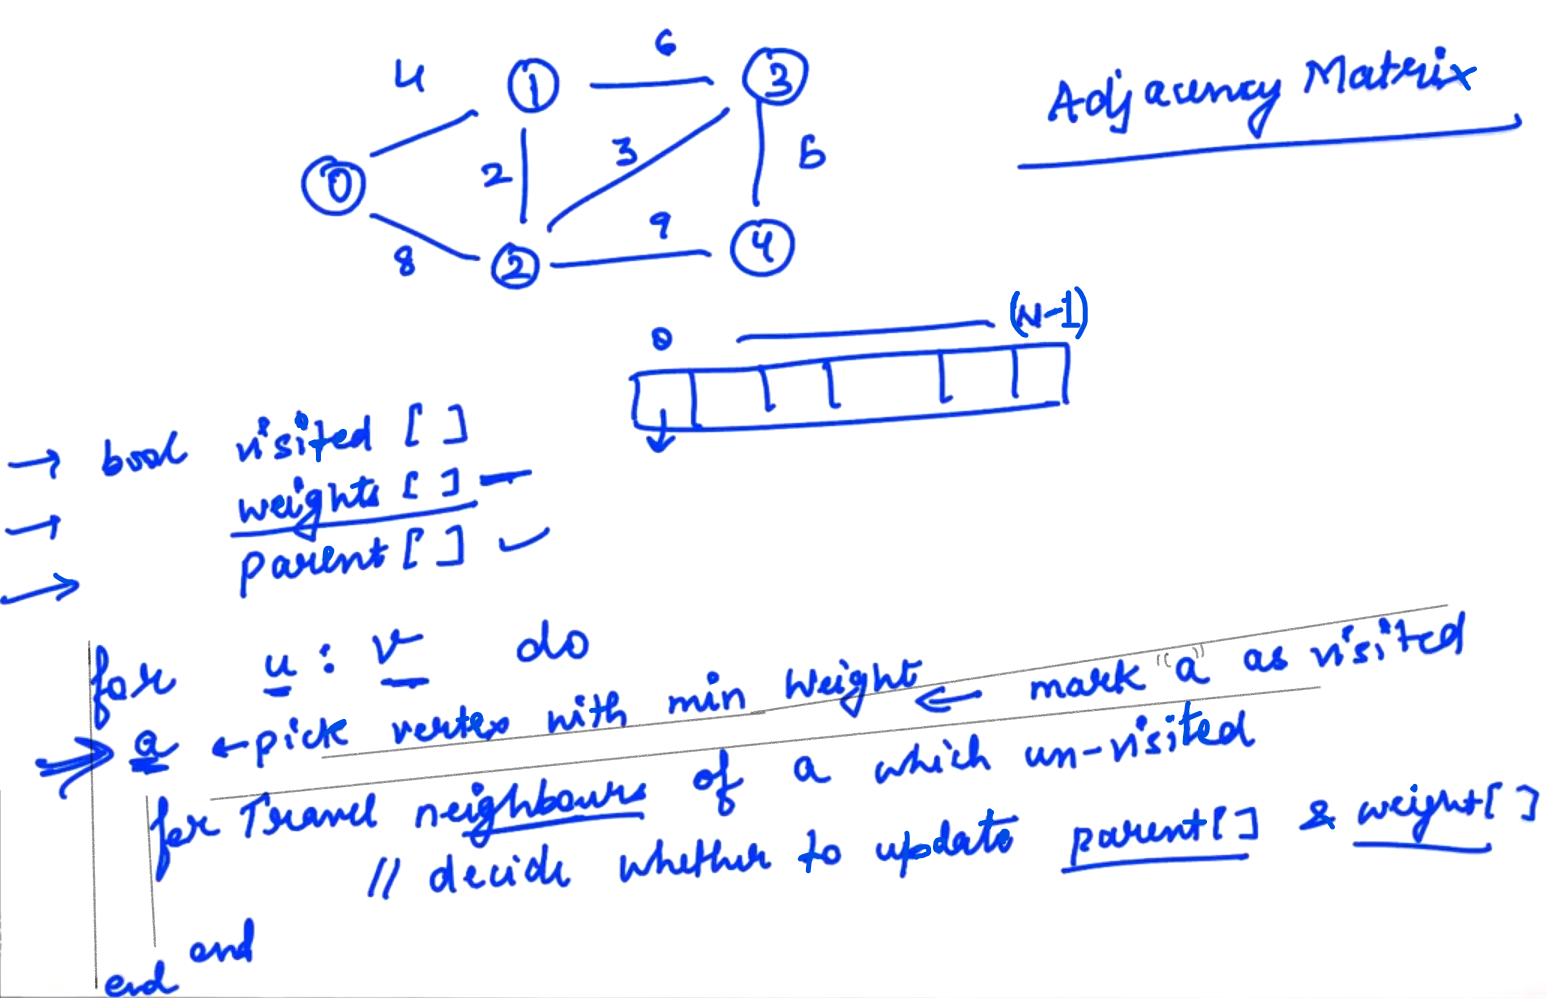 6
4
1
3
Adjacency Matrix
0
2
3
5
8
2
9
4
0
(N-1)
→ bool visited [ ]
→ weights [ ] -
→ parent [ ] ✓
for u : v do
a ← pick vertex with min Weight ← mark "a" as visited
for Travel neighbours of a which un-visited
// decide whether to update parent[ ] & weight[ ]
end
end